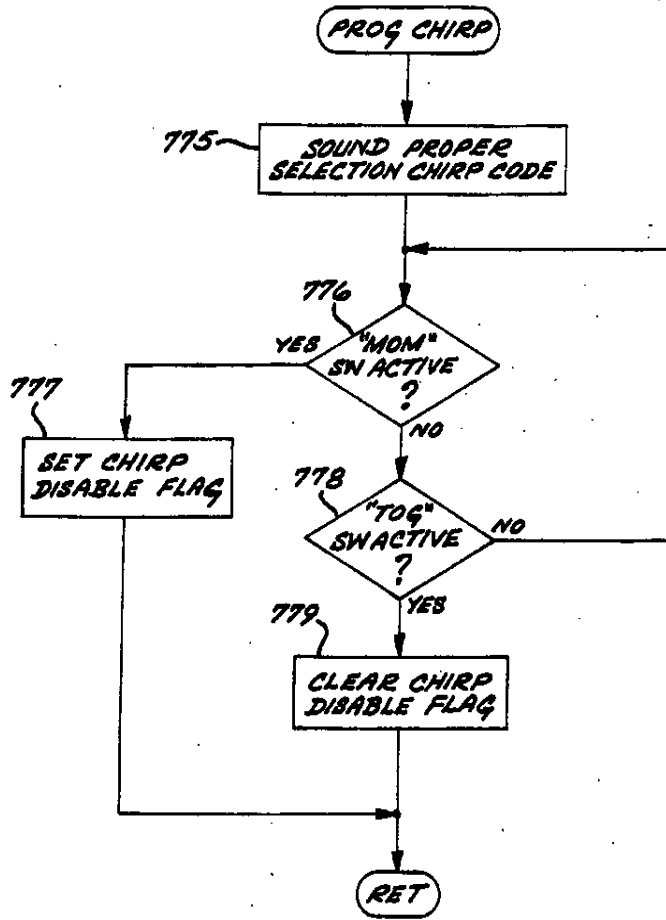 PROG CHIRP
775
SOUND PROPER
SELECTION CHIRP CODE
776
YES
"MOM"
SW ACTIVE
?
NO
777
SET CHIRP
DISABLE FLAG
778
"TOG"
SW ACTIVE
?
NO
YES
779
CLEAR CHIRP
DISABLE FLAG
RET